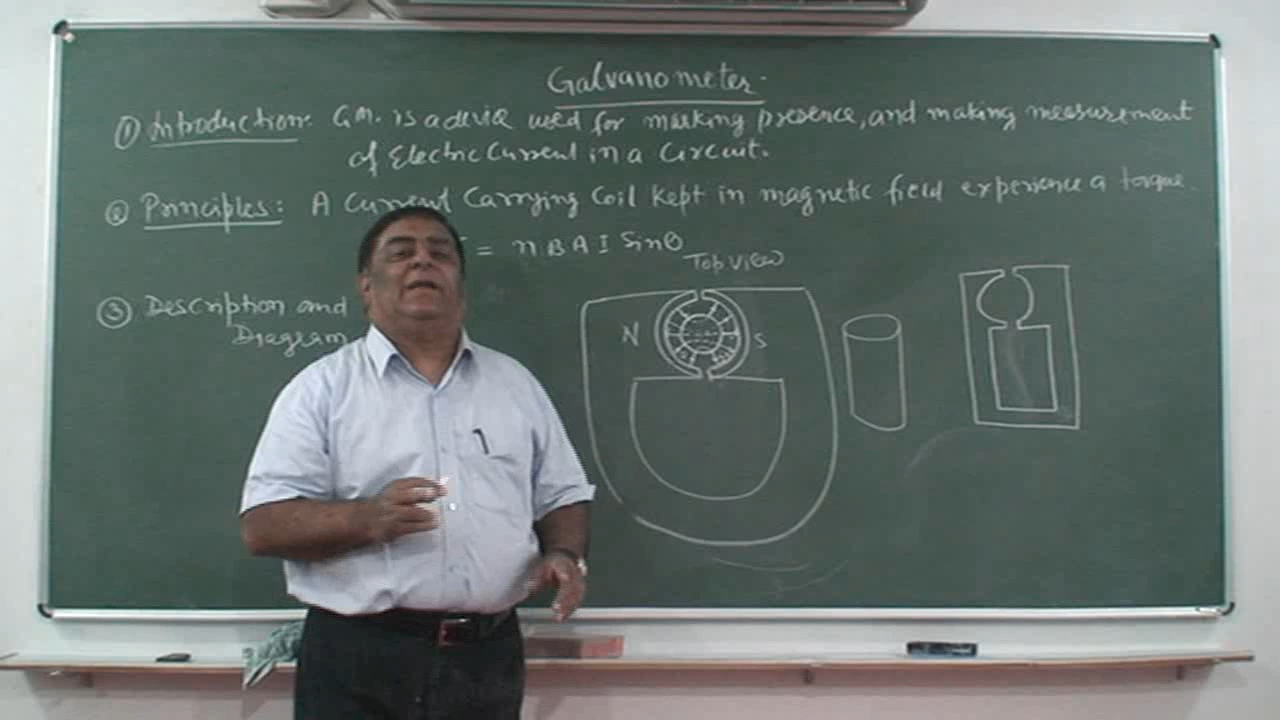 Galvanometer.
① Introduction: G.M. is a device used for marking presence, and making measurement
of Electric Current in a Circuit.
② Principles: A Current Carrying Coil kept in magnetic field experience a torque.
= n B A I Sinθ
Top View
③ Description and
Diagram
N S